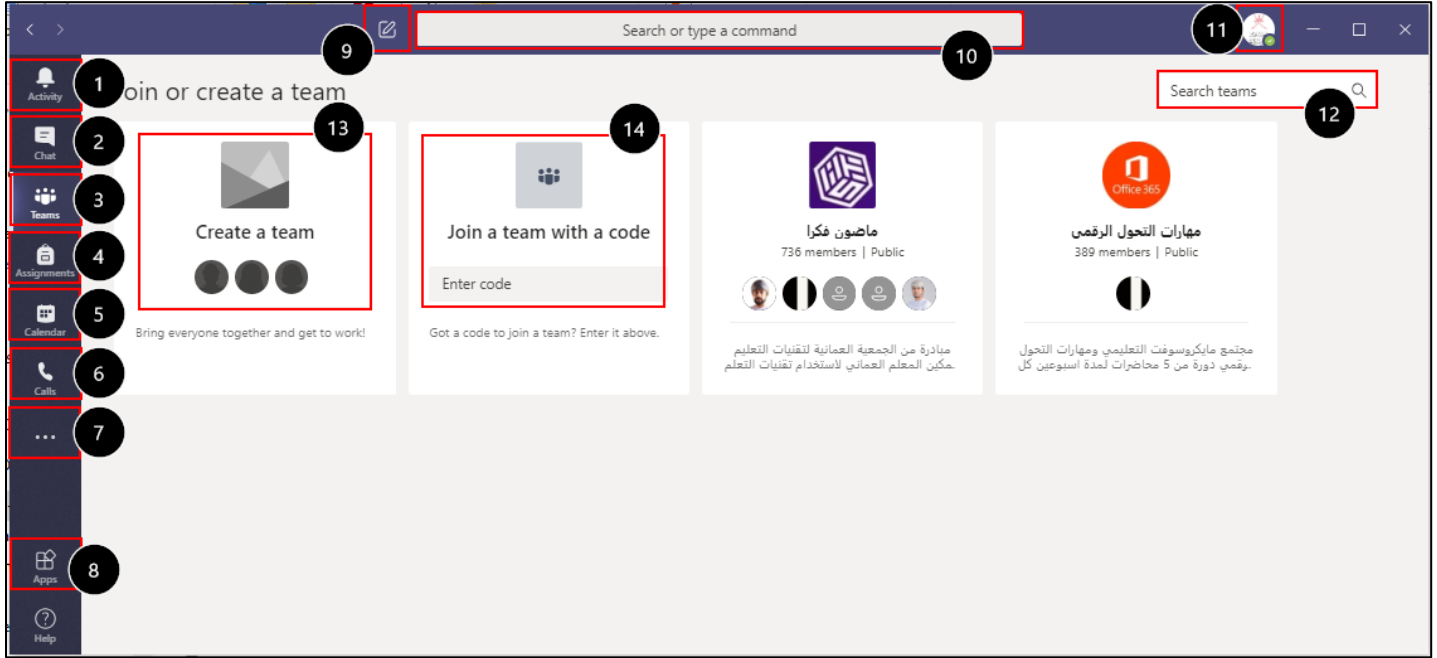 9
Search or type a command
10
11
Activity
1
Join or create a team
Search teams
12
Chat
2
Teams
3
Assignments
4
Calendar
5
Calls
6
...
7
Apps
8
Help
13
Create a team
Bring everyone together and get to work!
14
Join a team with a code
Enter code
Got a code to join a team? Enter it above.
ماضون فكرا
736 members | Public
مبادرة من الجمعية العمانية لتقنيات التعليم
مكين المعلم العماني لاستخدام تقنيات التعلم.
Office 365
مهارات التحول الرقمي
389 members | Public
مجتمع مايكروسوفت التعليمي ومهارات التحول
رقمي دورة من 5 محاضرات لمدة اسبوعين كل.